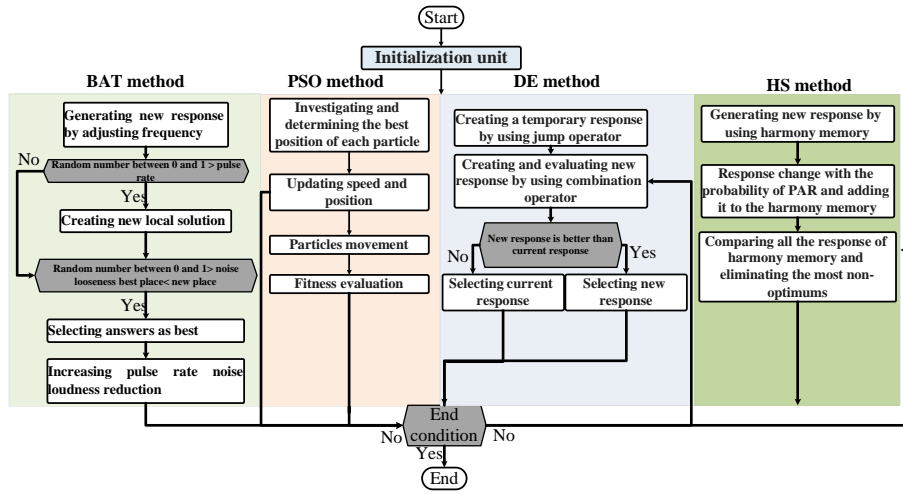 Start
Initialization unit
BAT method
Generating new response
by adjusting frequency
No
Random number between 0 and 1 > pulse
rate
Yes
Creating new local solution
Random number between 0 and 1> noise
looseness best place< new place
Yes
Selecting answers as best
Increasing pulse rate noise
loudness reduction
PSO method
Investigating and
determining the best
position of each particle
Updating speed and
position
Particles movement
Fitness evaluation
DE method
Creating a temporary response
by using jump operator
Creating and evaluating new
response by using combination
operator
No
New response is better than
current response
Yes
Selecting current
response
Selecting new
response
HS method
Generating new response by
using harmony memory
Response change with the
probability of PAR and adding
it to the harmony memory
Comparing all the response of
harmony memory and
eliminating the most non-
optimums
No
End
condition
No
Yes
End